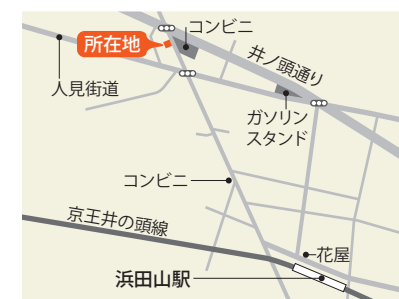 コンビニ
所在地
井ノ頭通り
人見街道
ガソリン
スタンド
コンビニ
京王井の頭線
花屋
浜田山駅